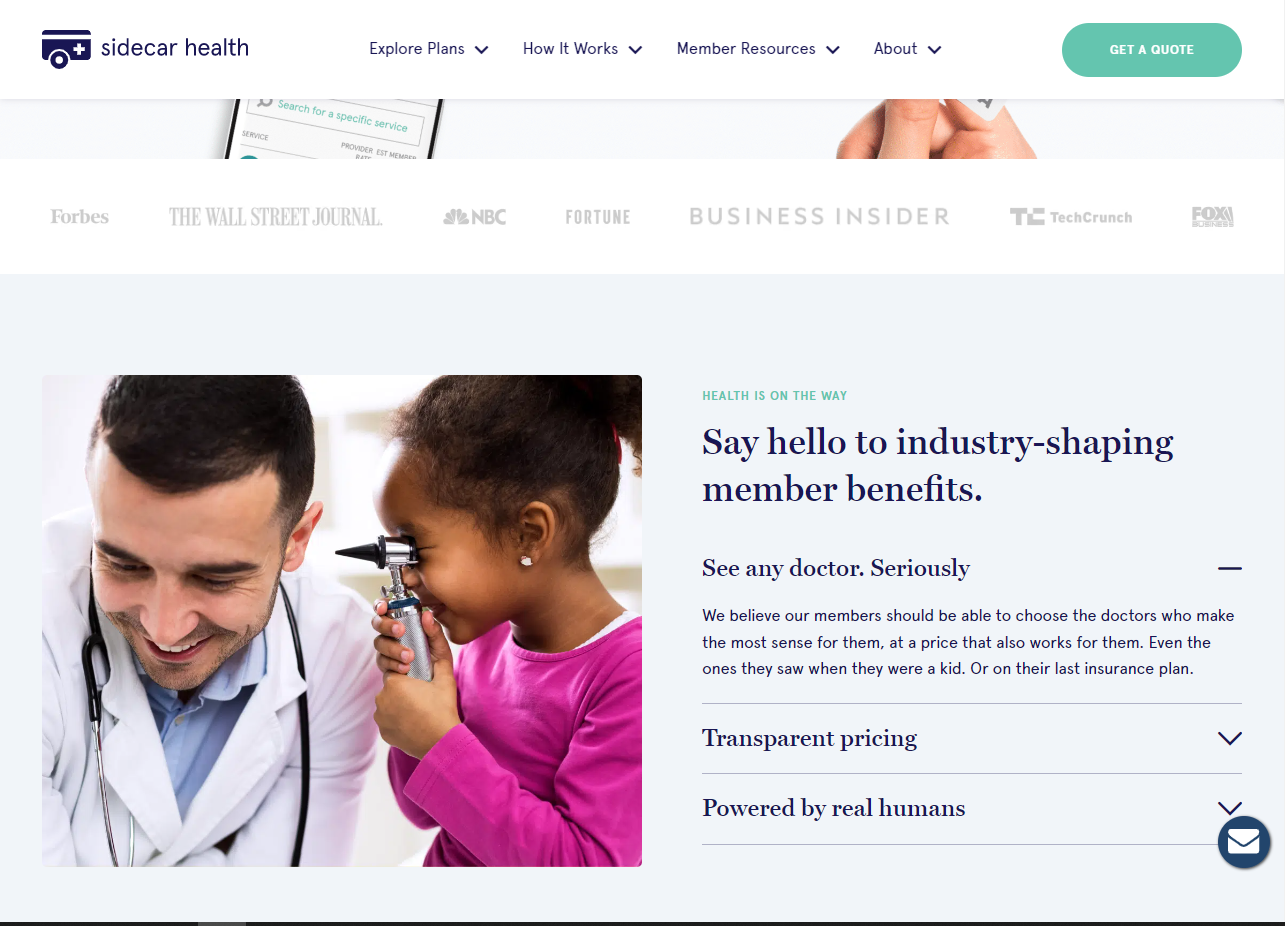 sidecar health
Explore Plans
How It Works
Member Resources
About
GET A QUOTE
Search for a specific service
SERVICE
PROVIDER EST MEMBER
Forbes
THE WALL STREET JOURNAL.
NBC
FORTUNE
BUSINESS INSIDER
TC TechCrunch
FOX
BUSINESS
HEALTH IS ON THE WAY
Say hello to industry-shaping
member benefits.
See any doctor. Seriously
We believe our members should be able to choose the doctors who make
the most sense for them, at a price that also works for them. Even the
ones they saw when they were a kid. Or on their last insurance plan.
Transparent pricing
Powered by real humans